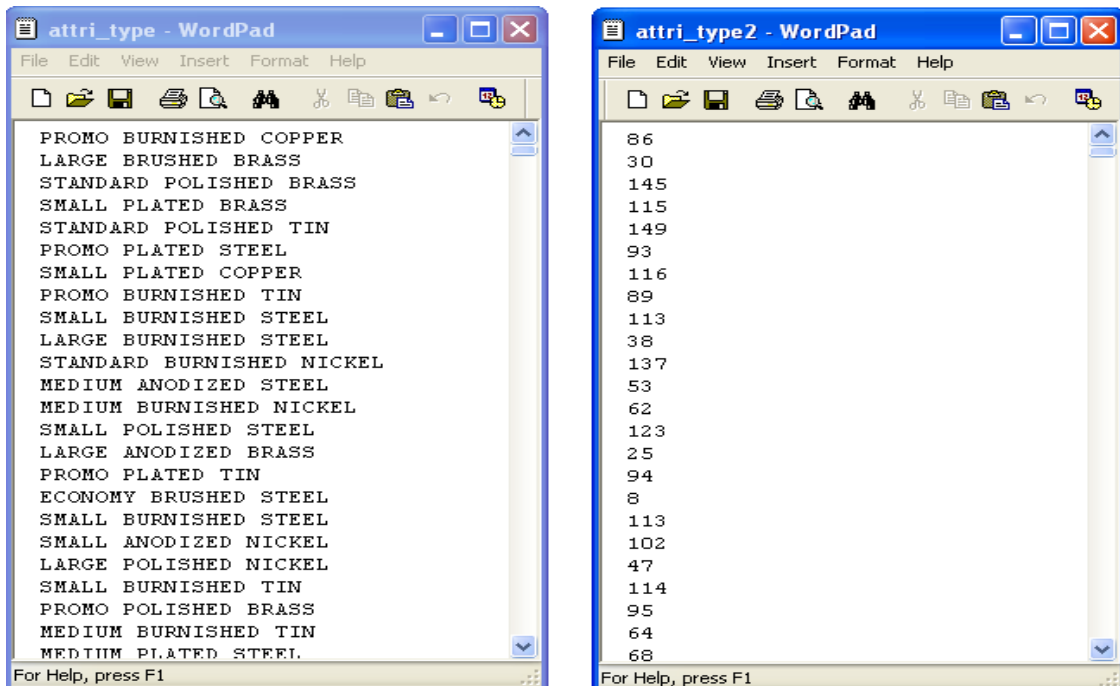 attri_type - WordPad
File Edit View Insert Format Help
PROMO BURNISHED COPPER
LARGE BRUSHED BRASS
STANDARD POLISHED BRASS
SMALL PLATED BRASS
STANDARD POLISHED TIN
PROMO PLATED STEEL
SMALL PLATED COPPER
PROMO BURNISHED TIN
SMALL BURNISHED STEEL
LARGE BURNISHED STEEL
STANDARD BURNISHED NICKEL
MEDIUM ANODIZED STEEL
MEDIUM BURNISHED NICKEL
SMALL POLISHED STEEL
LARGE ANODIZED BRASS
PROMO PLATED TIN
ECONOMY BRUSHED STEEL
SMALL BURNISHED STEEL
SMALL ANODIZED NICKEL
LARGE POLISHED NICKEL
SMALL BURNISHED TIN
PROMO POLISHED BRASS
MEDIUM BURNISHED TIN
MEDIUM PLATED STEEL
For Help, press F1
attri_type2 - WordPad
File Edit View Insert Format Help
86
30
145
115
149
93
116
89
113
38
137
53
62
123
25
94
8
113
102
47
114
95
64
68
For Help, press F1